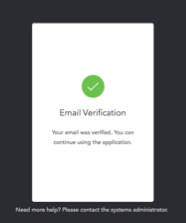 Email Verification
Your email was verified. You can
continue using the application.
Need more help? Please contact the systems administrator.